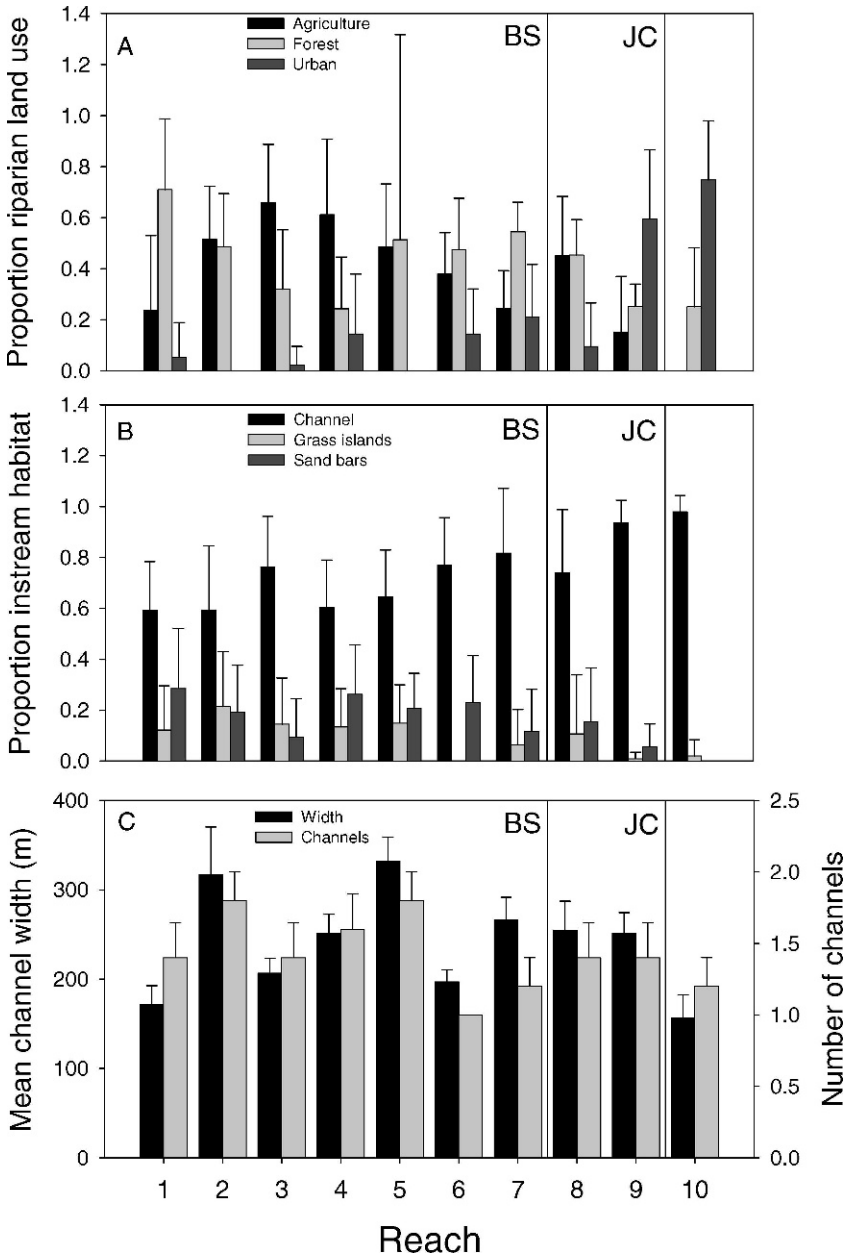 Proportion riparian land use
1.4
1.2
1.0
0.8
0.6
0.4
0.2
0.0
A
Agriculture
Forest
Urban
BS
JC
Proportion instream habitat
1.4
1.2
1.0
0.8
0.6
0.4
0.2
0.0
B
Channel
Grass islands
Sand bars
BS
JC
Mean channel width (m)
400
300
200
100
0
C
Width
Channels
BS
JC
2.5
2.0
1.5
1.0
0.5
0.0
Number of channels
1 2 3 4 5 6 7 8 9 10
Reach